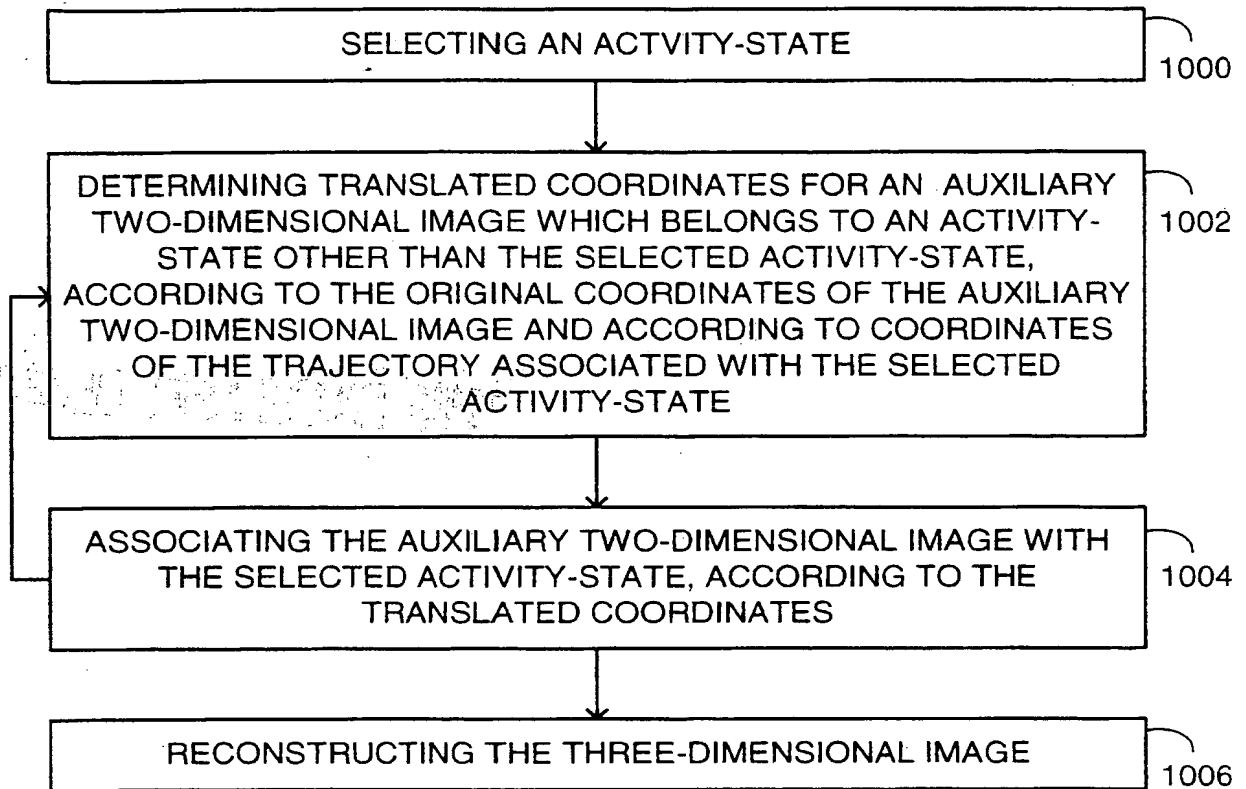 SELECTING AN ACTVITY-STATE
1000
DETERMINING TRANSLATED COORDINATES FOR AN AUXILIARY
TWO-DIMENSIONAL IMAGE WHICH BELONGS TO AN ACTIVITY-
STATE OTHER THAN THE SELECTED ACTIVITY-STATE,
ACCORDING TO THE ORIGINAL COORDINATES OF THE AUXILIARY
TWO-DIMENSIONAL IMAGE AND ACCORDING TO COORDINATES
OF THE TRAJECTORY ASSOCIATED WITH THE SELECTED
ACTIVITY-STATE
1002
ASSOCIATING THE AUXILIARY TWO-DIMENSIONAL IMAGE WITH
THE SELECTED ACTIVITY-STATE, ACCORDING TO THE
TRANSLATED COORDINATES
1004
RECONSTRUCTING THE THREE-DIMENSIONAL IMAGE
1006